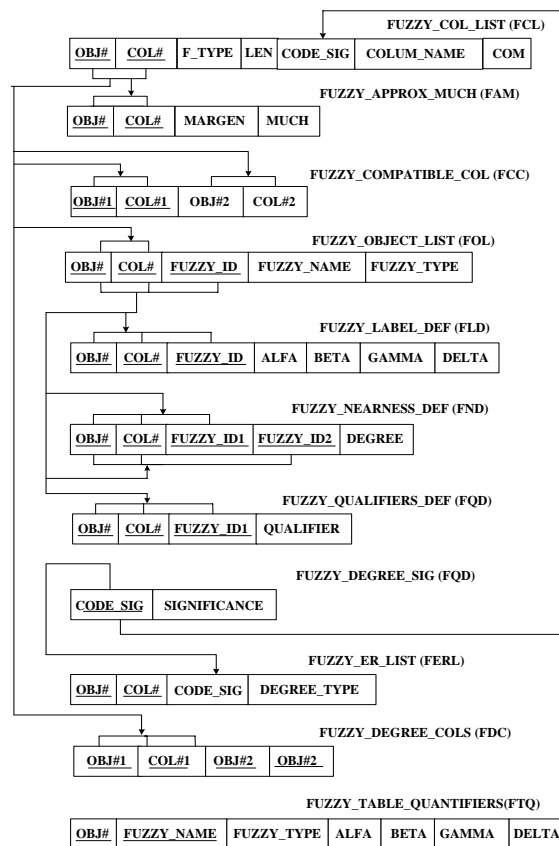 FUZZY_COL_LIST (FCL)
OBJ# COL# F_TYPE LEN CODE_SIG COLUM_NAME COM
FUZZY_APPROX_MUCH (FAM)
OBJ# COL# MARGEN MUCH
FUZZY_COMPATIBLE_COL (FCC)
OBJ#1 COL#1 OBJ#2 COL#2
FUZZY_OBJECT_LIST (FOL)
OBJ# COL# FUZZY_ID FUZZY_NAME FUZZY_TYPE
FUZZY_LABEL_DEF (FLD)
OBJ# COL# FUZZY_ID ALFA BETA GAMMA DELTA
FUZZY_NEARNESS_DEF (FND)
OBJ# COL# FUZZY_ID1 FUZZY_ID2 DEGREE
FUZZY_QUALIFIERS_DEF (FQD)
OBJ# COL# FUZZY_ID1 QUALIFIER
FUZZY_DEGREE_SIG (FQD)
CODE_SIG SIGNIFICANCE
FUZZY_ER_LIST (FERL)
OBJ# COL# CODE_SIG DEGREE_TYPE
FUZZY_DEGREE_COLS (FDC)
OBJ#1 COL#1 OBJ#2 OBJ#2
FUZZY_TABLE_QUANTIFIERS(FTQ)
OBJ# FUZZY_NAME FUZZY_TYPE ALFA BETA GAMMA DELTA